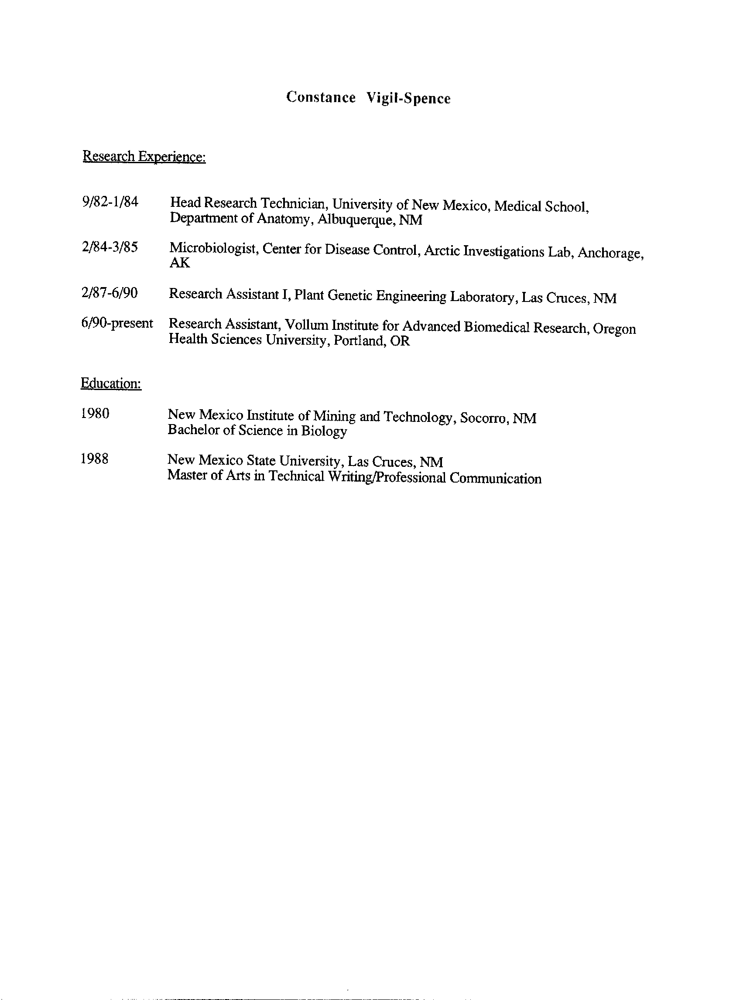 Constance Vigil-Spence
Research Experience:
9/82-1/84 Head Research Technician, University of New Mexico, Medical School,
Department of Anatomy, Albuquerque, NM
2/84-3/85 Microbiologist, Center for Disease Control, Arctic Investigations Lab, Anchorage,
AK
2/87-6/90 Research Assistant I, Plant Genetic Engineering Laboratory, Las Cruces, NM
6/90-present Research Assistant, Vollum Institute for Advanced Biomedical Research, Oregon
Health Sciences University, Portland, OR
Education:
1980 New Mexico Institute of Mining and Technology, Socorro, NM
Bachelor of Science in Biology
1988 New Mexico State University, Las Cruces, NM
Master of Arts in Technical Writing/Professional Communication